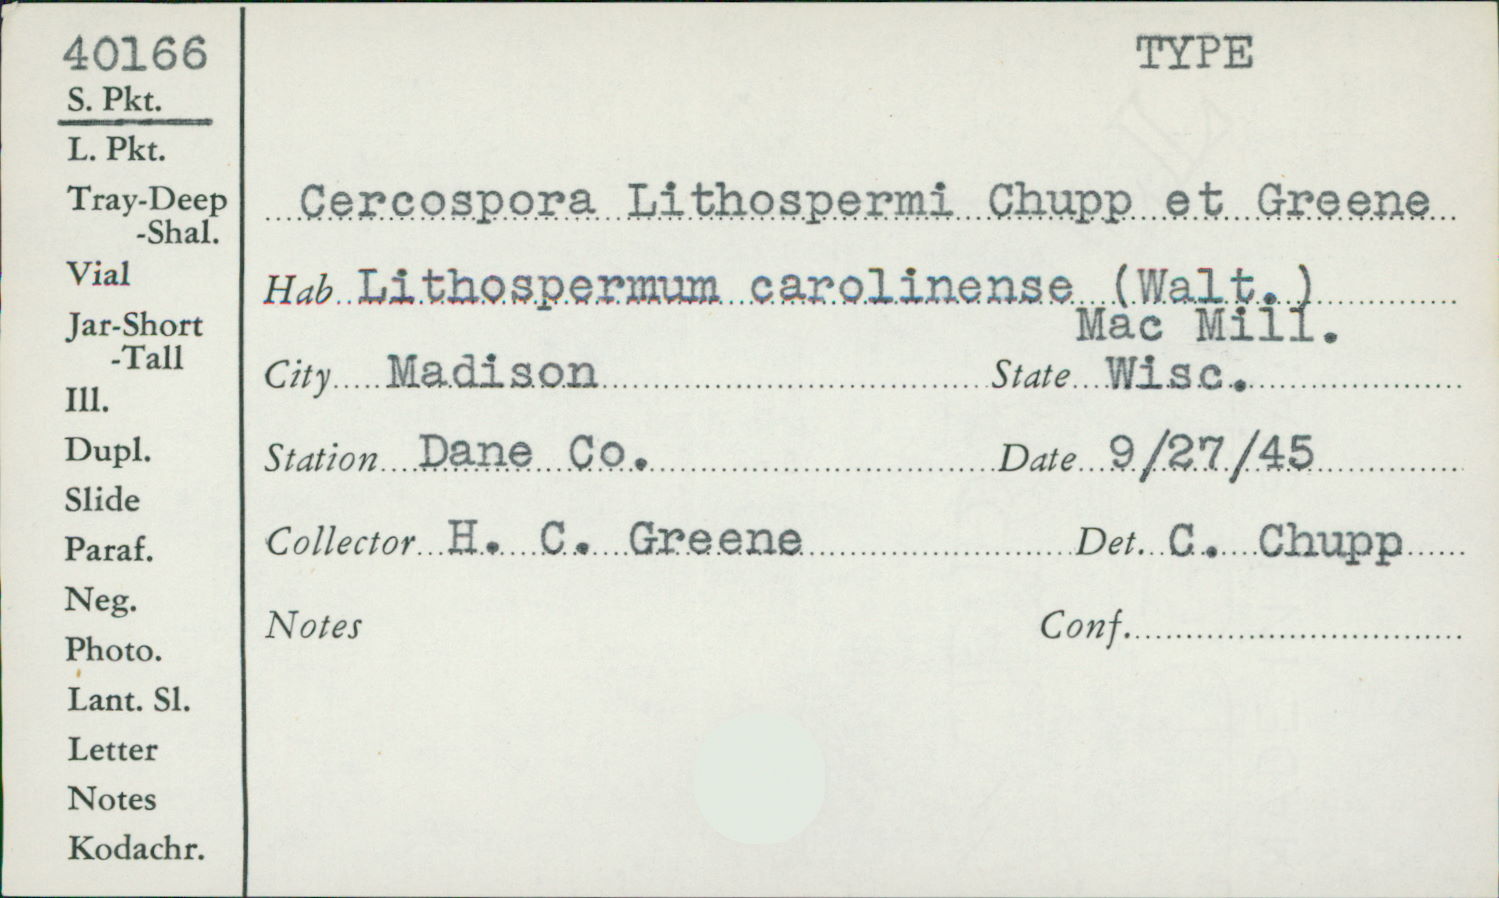 40166
TYPE
S. Pkt.
L. Pkt.
Tray-Deep
-Shal.
Vial
Jar-Short
-Tall
Ill.
Dupl.
Slide
Paraf.
Neg.
Photo.
Lant. Sl.
Letter
Notes
Kodachr.
Cercospora Lithospermi Chupp et Greene
Hab Lithospermum carolinense (Walt.)
Mac Mill.
City Madison State Wisc.
Station Dane Co. Date 9/27/45
Collector H. C. Greene Det. C. Chupp
Notes Conf.